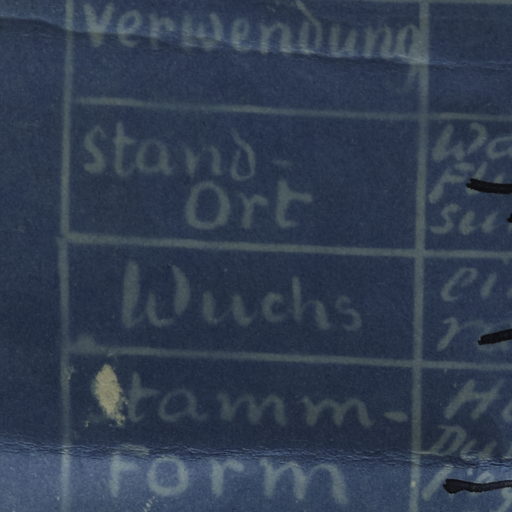 Verwendung
Stand-
Ort
Wuchs
Stamm-
form